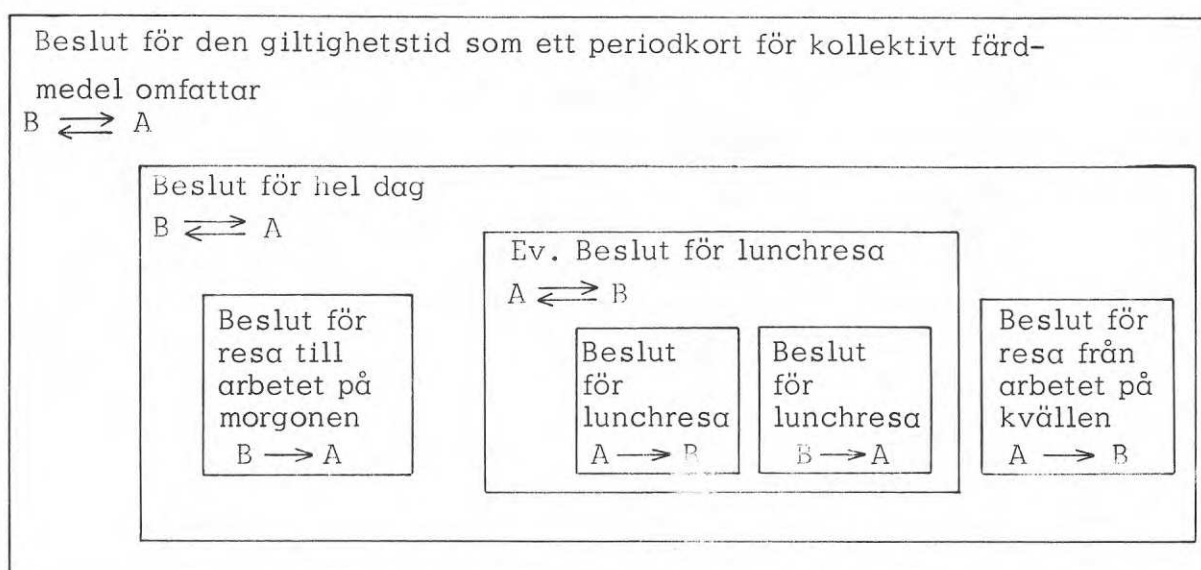 Beslut för den giltighetstid som ett periodkort för kollektivt färd-
medel omfattar
B ⇄ A
Beslut för hel dag
B ⇄ A
Ev. Beslut för lunchresa
A ⇄ B
Beslut för
resa till
arbetet på
morgonen
B → A
Beslut
för
lunchresa
A → B
Beslut
för
lunchresa
B → A
Beslut för
resa från
arbetet på
kvällen
A → B